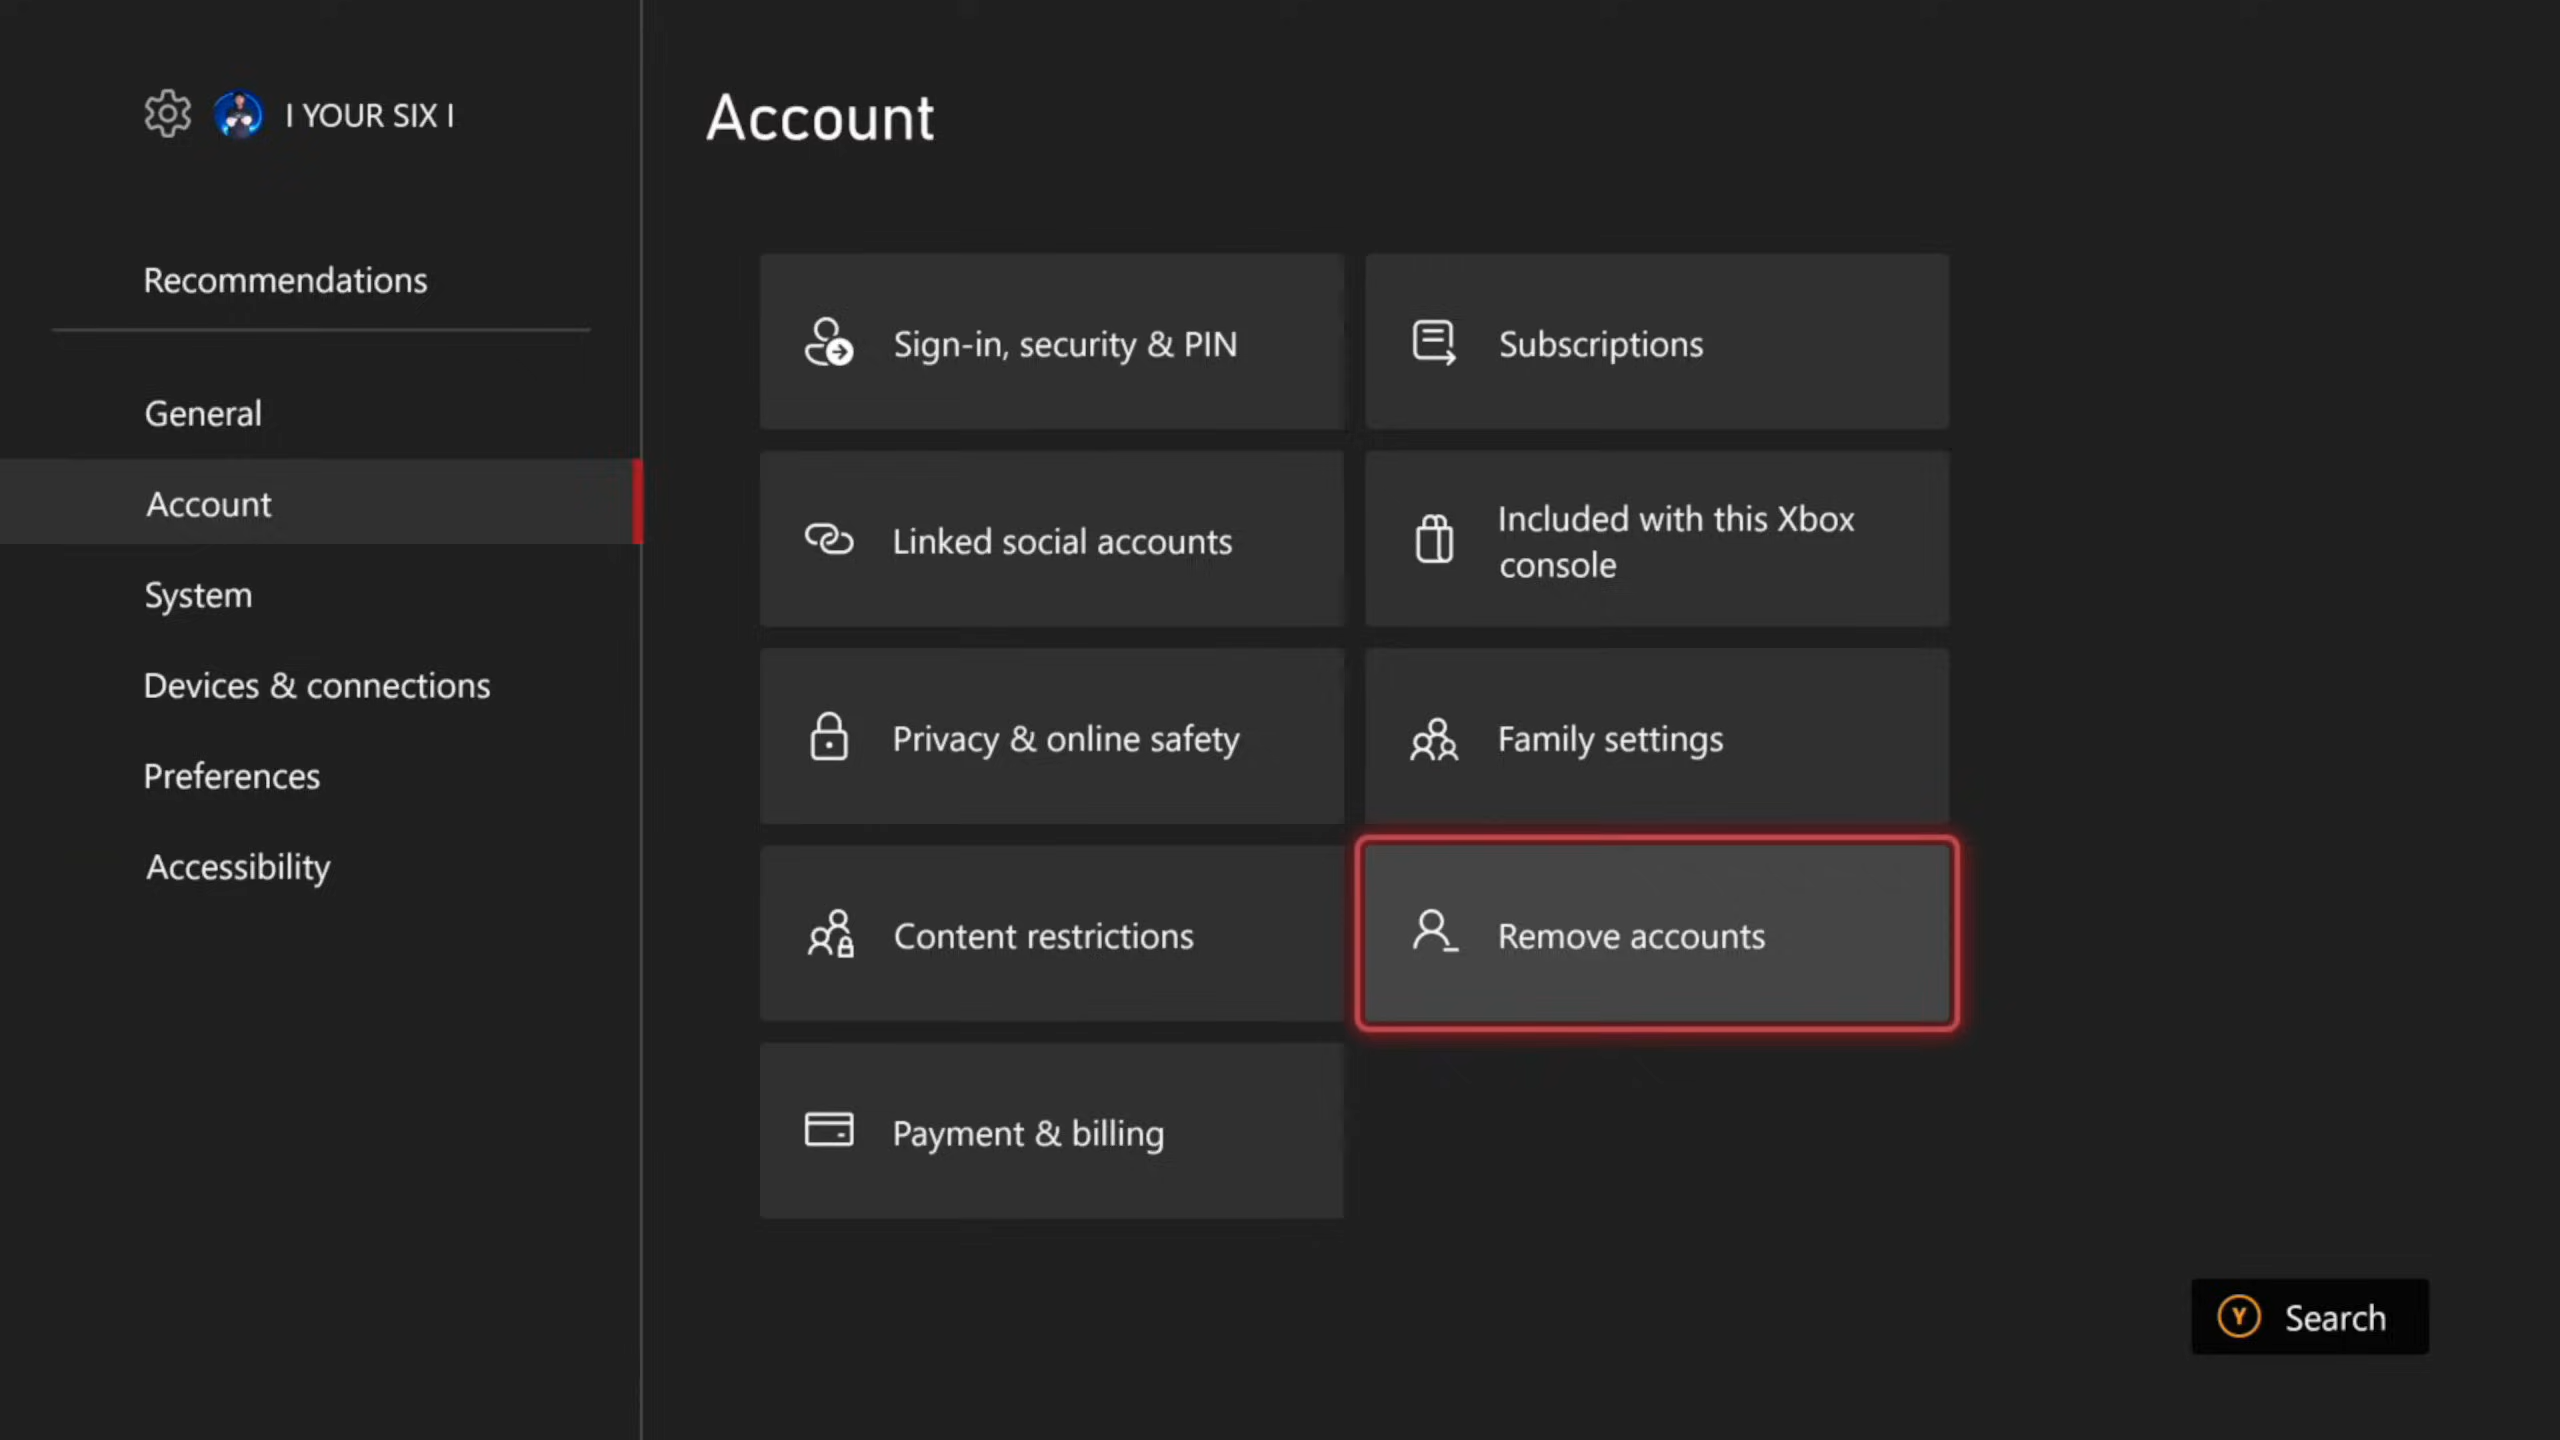 I YOUR SIX I
Recommendations
General
Account
System
Devices & connections
Preferences
Accessibility
Account
Sign-in, security & PIN
Subscriptions
Linked social accounts
Included with this Xbox
console
Privacy & online safety
Family settings
Content restrictions
Remove accounts
Payment & billing
Y Search